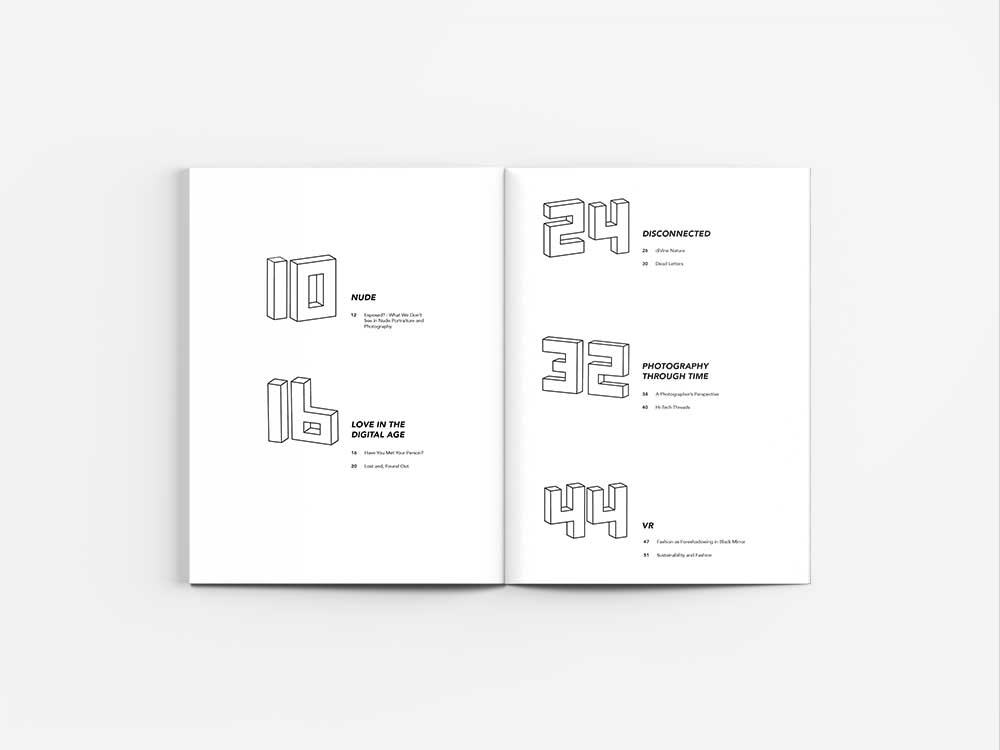 10
NUDE
12 Exposed? : What We Don't
See in Nude Portraiture and
Photography
16
LOVE IN THE
DIGITAL AGE
16 Have You Met Your Person?
20 Lost and, Found Out
24
DISCONNECTED
26 diVine Nature
30 Dead Letters
32
PHOTOGRAPHY
THROUGH TIME
38 A Photographer's Perspective
40 Hi-Tech Threads
44
VR
47 Fashion as Foreshadowing in Black Mirror
51 Sustainability and Fashion